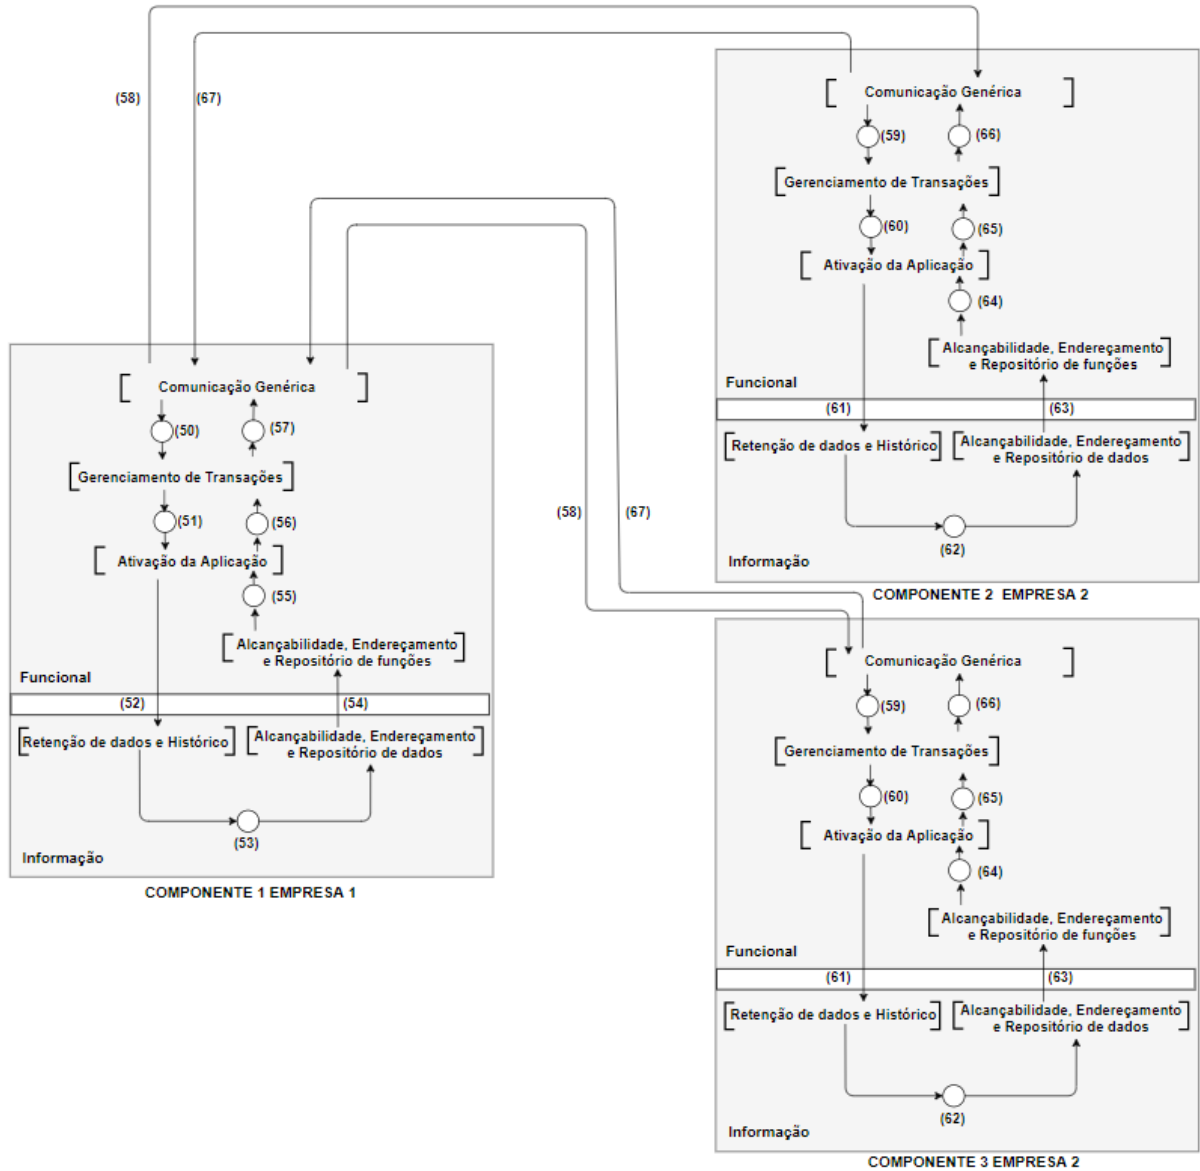 (58)
(67)
Comunicação Genérica
(59)
(66)
Gerenciamento de Transações
(60)
(65)
Ativação da Aplicação
(64)
Alcançabilidade, Endereçamento
e Repositório de funções
Funcional
(61)
(63)
Retenção de dados e Histórico
Alcançabilidade, Endereçamento
e Repositório de dados
(62)
Informação
COMPONENTE 2 EMPRESA 2
Comunicação Genérica
(50)
(57)
Gerenciamento de Transações
(51)
(56)
Ativação da Aplicação
(55)
Alcançabilidade, Endereçamento
e Repositório de funções
Funcional
(52)
(54)
Retenção de dados e Histórico
Alcançabilidade, Endereçamento
e Repositório de dados
(53)
Informação
COMPONENTE 1 EMPRESA 1
(58)
(67)
Comunicação Genérica
(59)
(66)
Gerenciamento de Transações
(60)
(65)
Ativação da Aplicação
(64)
Alcançabilidade, Endereçamento
e Repositório de funções
Funcional
(61)
(63)
Retenção de dados e Histórico
Alcançabilidade, Endereçamento
e Repositório de dados
(62)
Informação
COMPONENTE 3 EMPRESA 2